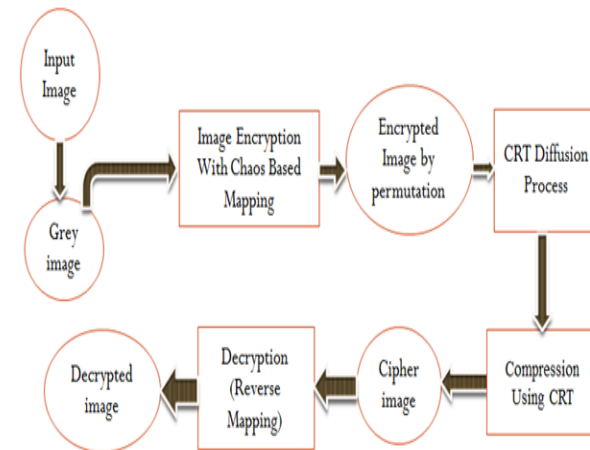 Input
Image
Grey
image
Image Encryption
With Chaos Based
Mapping
Encrypted
Image by
permutation
CRT Diffusion
Process
Compression
Using CRT
Cipher
image
Decryption
(Reverse
Mapping)
Decrypted
image